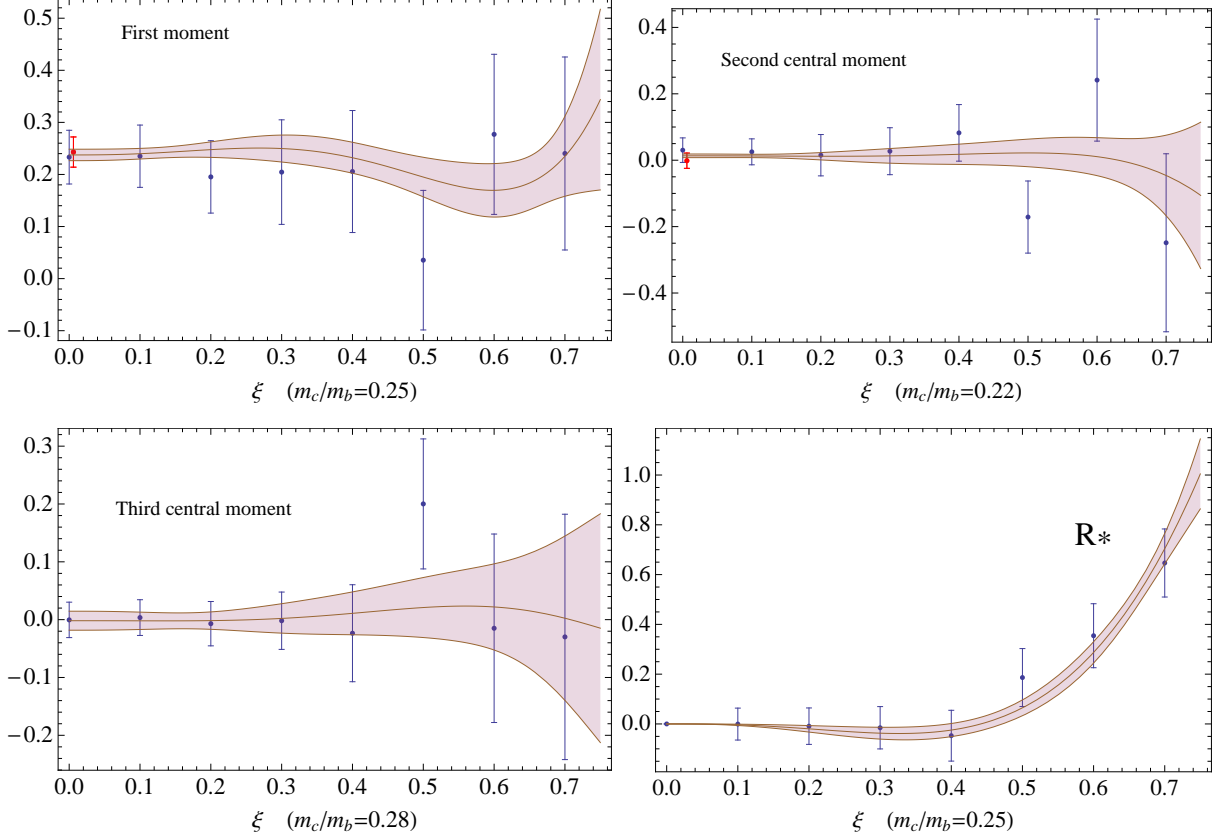 First moment
0.5
0.4
0.3
0.2
0.1
0.0
−0.1
0.0 0.1 0.2 0.3 0.4 0.5 0.6 0.7
ξ (m_c/m_b=0.25)
Second central moment
0.4
0.2
0.0
−0.2
−0.4
0.0 0.1 0.2 0.3 0.4 0.5 0.6 0.7
ξ (m_c/m_b=0.22)
Third central moment
0.3
0.2
0.1
0.0
−0.1
−0.2
0.0 0.1 0.2 0.3 0.4 0.5 0.6 0.7
ξ (m_c/m_b=0.28)
R*
1.0
0.8
0.6
0.4
0.2
0.0
0.0 0.1 0.2 0.3 0.4 0.5 0.6 0.7
ξ (m_c/m_b=0.25)